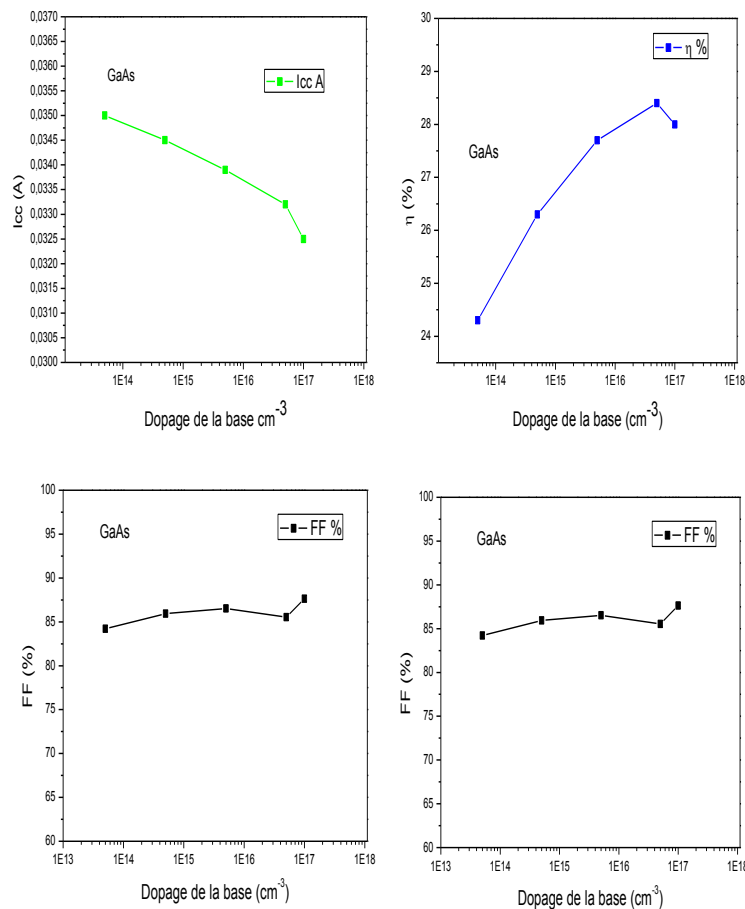 0,0370
0,0365
0,0360
0,0355
0,0350
0,0345
0,0340
0,0335
0,0330
0,0325
0,0320
0,0315
0,0310
0,0305
0,0300
Icc (A)
GaAs
Icc A
1E14 1E15 1E16 1E17 1E18
Dopage de la base cm-3
30
29
28
26
25
24
η (%)
GaAs
η %
1E14 1E15 1E16 1E17 1E18
Dopage de la base (cm-3)
100
95
90
85
80
75
70
65
60
FF (%)
GaAs
FF %
1E13 1E14 1E15 1E16 1E17 1E18
Dopage de la base (cm-3)
100
95
90
85
80
75
70
65
60
FF (%)
GaAs
FF %
1E13 1E14 1E15 1E16 1E17 1E18
Dopage de la base (cm-3)